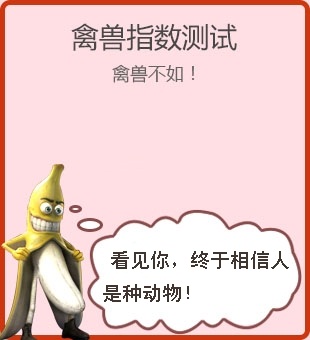 禽兽指数测试
禽兽不如！
看见你，终于相信人
是种动物！